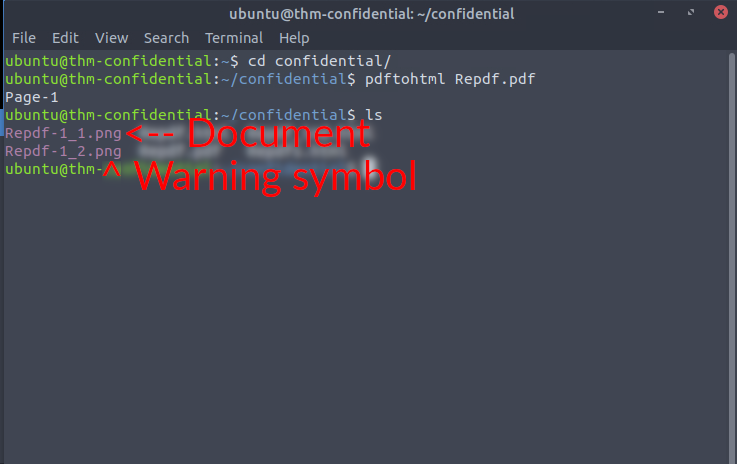 ubuntu@thm-confidential: ~/confidential
File Edit View Search Terminal Help
ubuntu@thm-confidential:~$ cd confidential/
ubuntu@thm-confidential:~/confidential$ pdftohtml Repdf.pdf
Page-1
ubuntu@thm-confidential:~/confidential$ ls
Repdf-1_1.png <-- Document
Repdf-1_2.png
ubuntu@thm-
^ Warning symbol